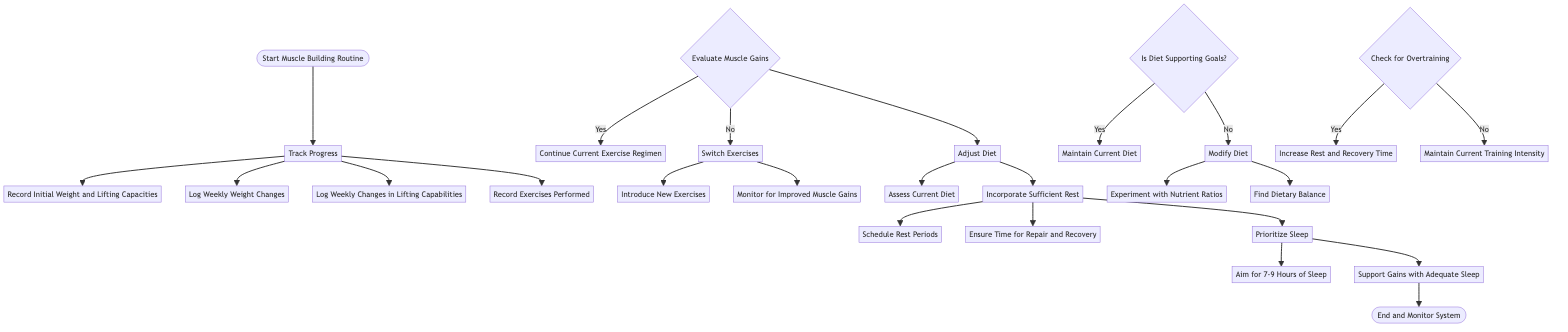 Start Muscle Building Routine
Evaluate Muscle Gains
Is Diet Supporting Goals?
Check for Overtraining
Yes
No
Yes
No
Yes
No
Track Progress
Continue Current Exercise Regimen
Switch Exercises
Adjust Diet
Maintain Current Diet
Modify Diet
Increase Rest and Recovery Time
Maintain Current Training Intensity
Record Initial Weight and Lifting Capacities
Log Weekly Weight Changes
Log Weekly Changes in Lifting Capabilities
Record Exercises Performed
Introduce New Exercises
Monitor for Improved Muscle Gains
Assess Current Diet
Incorporate Sufficient Rest
Experiment with Nutrient Ratios
Find Dietary Balance
Schedule Rest Periods
Ensure Time for Repair and Recovery
Prioritize Sleep
Aim for 7-9 Hours of Sleep
Support Gains with Adequate Sleep
End and Monitor System